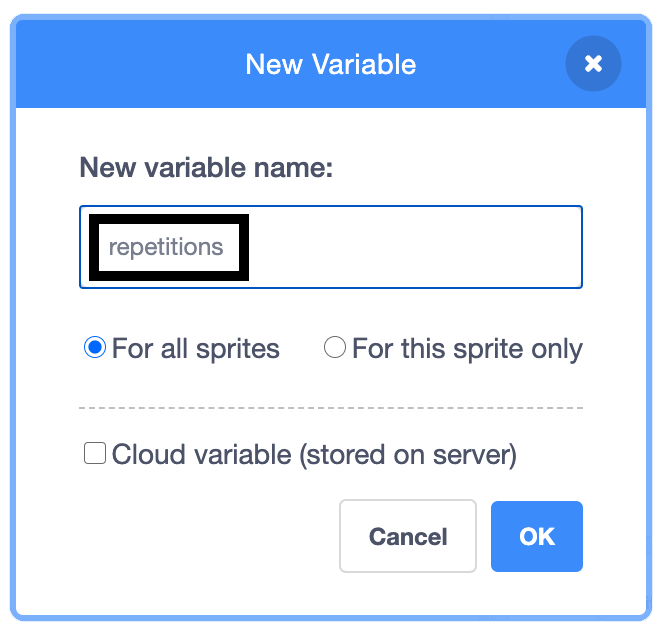 New Variable
New variable name:
repetitions
For all sprites For this sprite only
Cloud variable (stored on server)
Cancel OK